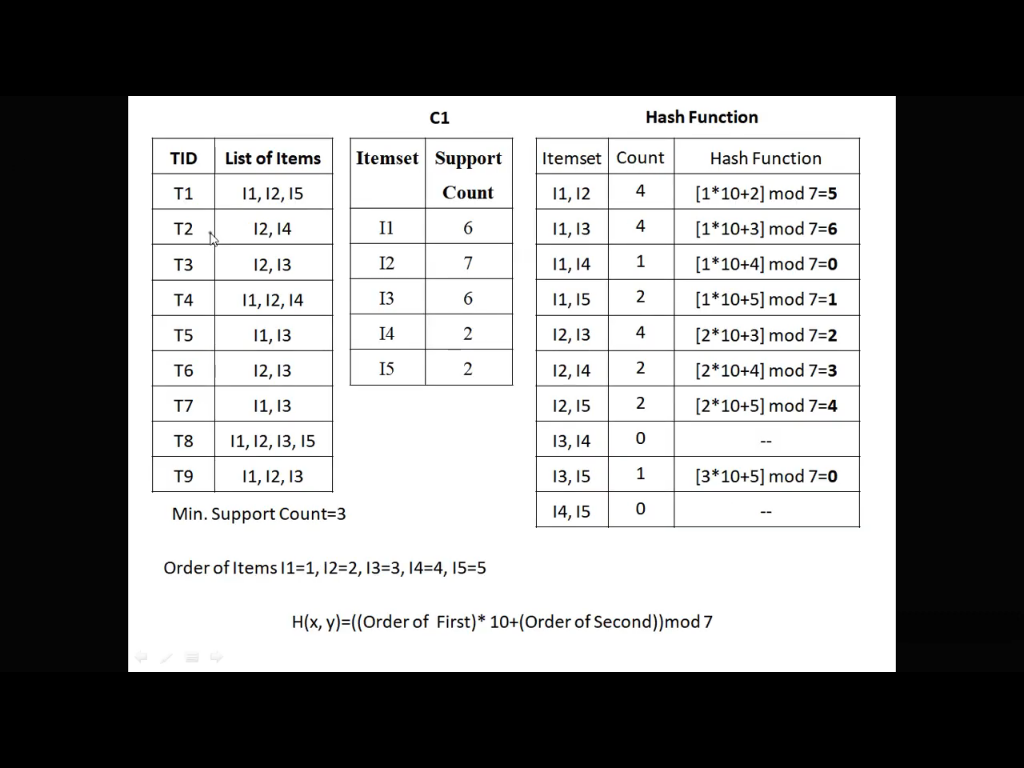 C1
Hash Function
TID List of Items
T1 I1, I2, I5
T2 I2, I4
T3 I2, I3
T4 I1, I2, I4
T5 I1, I3
T6 I2, I3
T7 I1, I3
T8 I1, I2, I3, I5
T9 I1, I2, I3
Min. Support Count=3
Itemset Support
Count
I1 6
I2 7
I3 6
I4 2
I5 2
Itemset Count Hash Function
I1, I2 4 [1*10+2] mod 7=5
I1, I3 4 [1*10+3] mod 7=6
I1, I4 1 [1*10+4] mod 7=0
I1, I5 2 [1*10+5] mod 7=1
I2, I3 4 [2*10+3] mod 7=2
I2, I4 2 [2*10+4] mod 7=3
I2, I5 2 [2*10+5] mod 7=4
I3, I4 0 --
I3, I5 1 [3*10+5] mod 7=0
I4, I5 0 --
Order of Items I1=1, I2=2, I3=3, I4=4, I5=5
H(x, y)=((Order of First)* 10+(Order of Second))mod 7